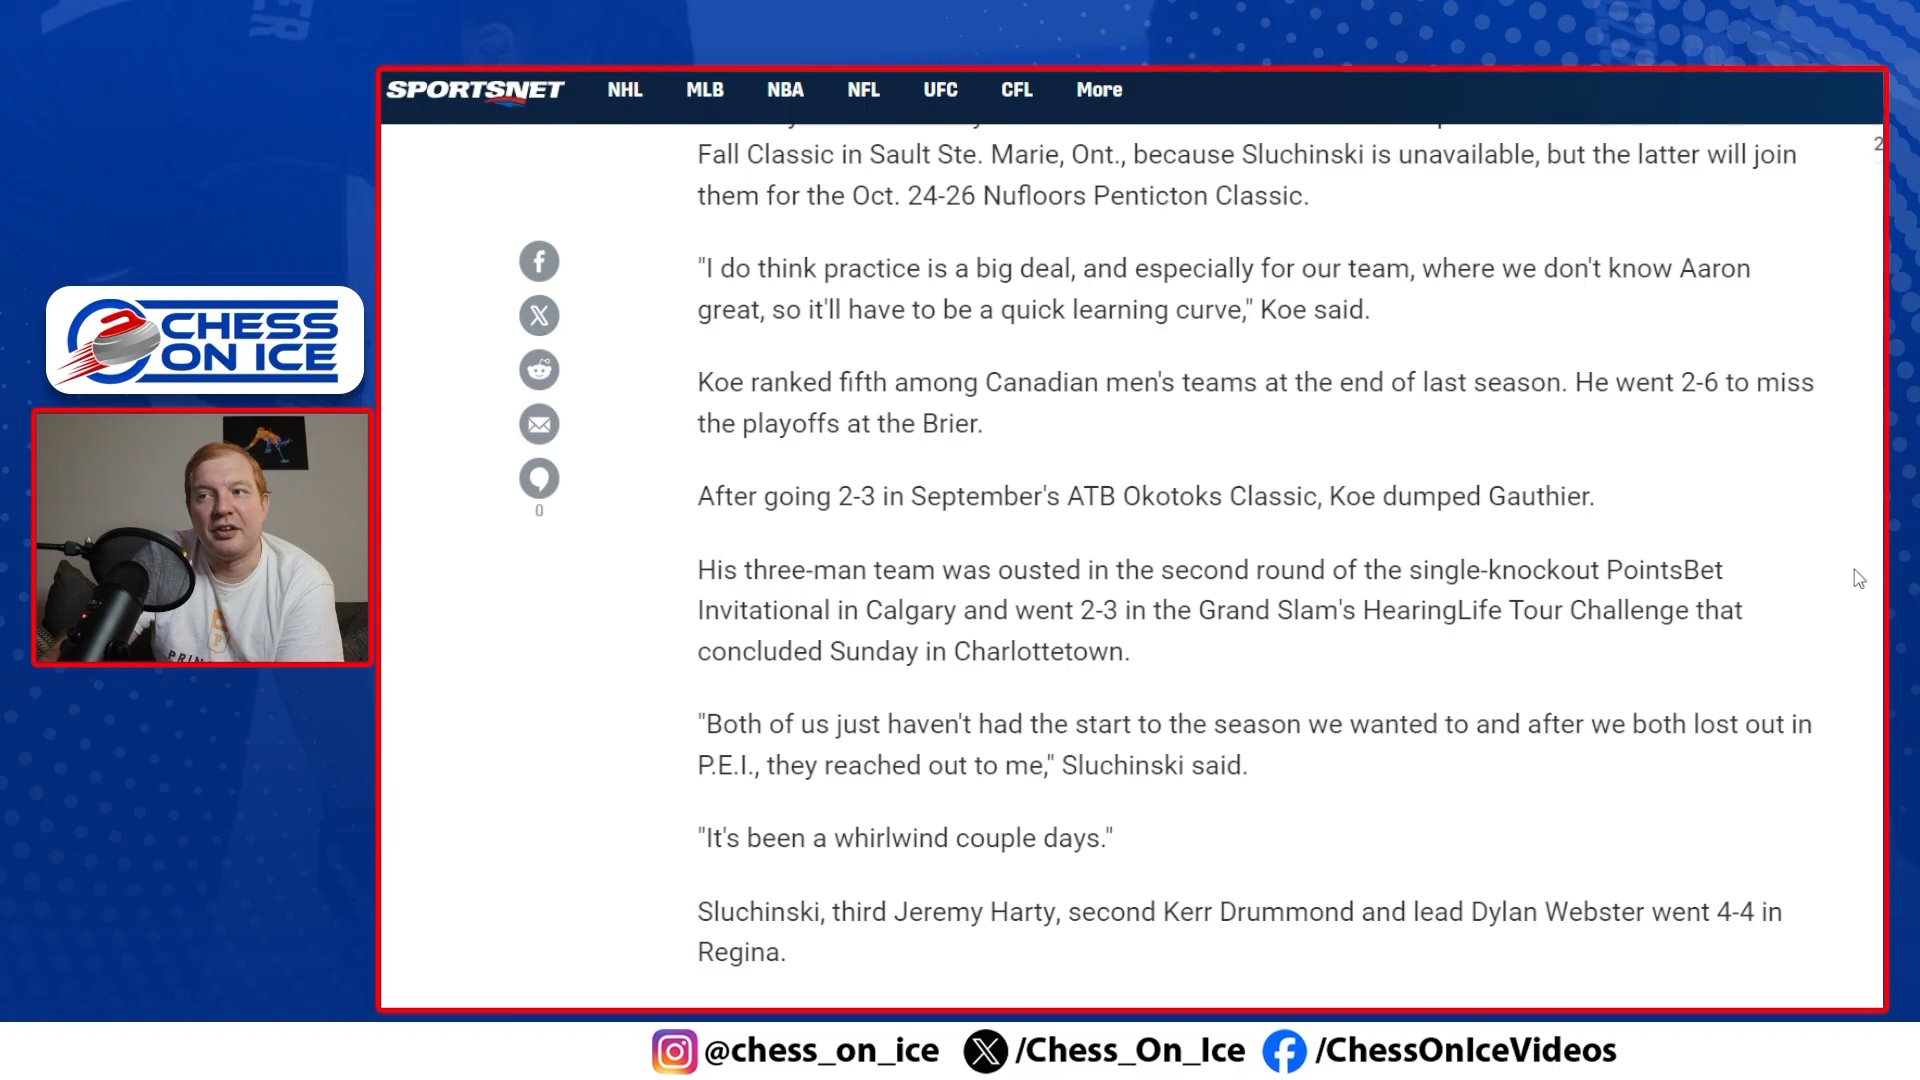 SPORTSNET NHL MLB NBA NFL UFC CFL More
Fall Classic in Sault Ste. Marie, Ont., because Sluchinski is unavailable, but the latter will join
them for the Oct. 24-26 Nufloors Penticton Classic.
"I do think practice is a big deal, and especially for our team, where we don't know Aaron
great, so it'll have to be a quick learning curve," Koe said.
Koe ranked fifth among Canadian men's teams at the end of last season. He went 2-6 to miss
the playoffs at the Brier.
After going 2-3 in September's ATB Okotoks Classic, Koe dumped Gauthier.
0
His three-man team was ousted in the second round of the single-knockout PointsBet
Invitational in Calgary and went 2-3 in the Grand Slam's HearingLife Tour Challenge that
concluded Sunday in Charlottetown.
"Both of us just haven't had the start to the season we wanted to and after we both lost out in
P.E.I., they reached out to me," Sluchinski said.
"It's been a whirlwind couple days."
Sluchinski, third Jeremy Harty, second Kerr Drummond and lead Dylan Webster went 4-4 in
Regina.
CHESS
ON ICE
@chess_on_ice /Chess_On_Ice /ChessOnIceVideos